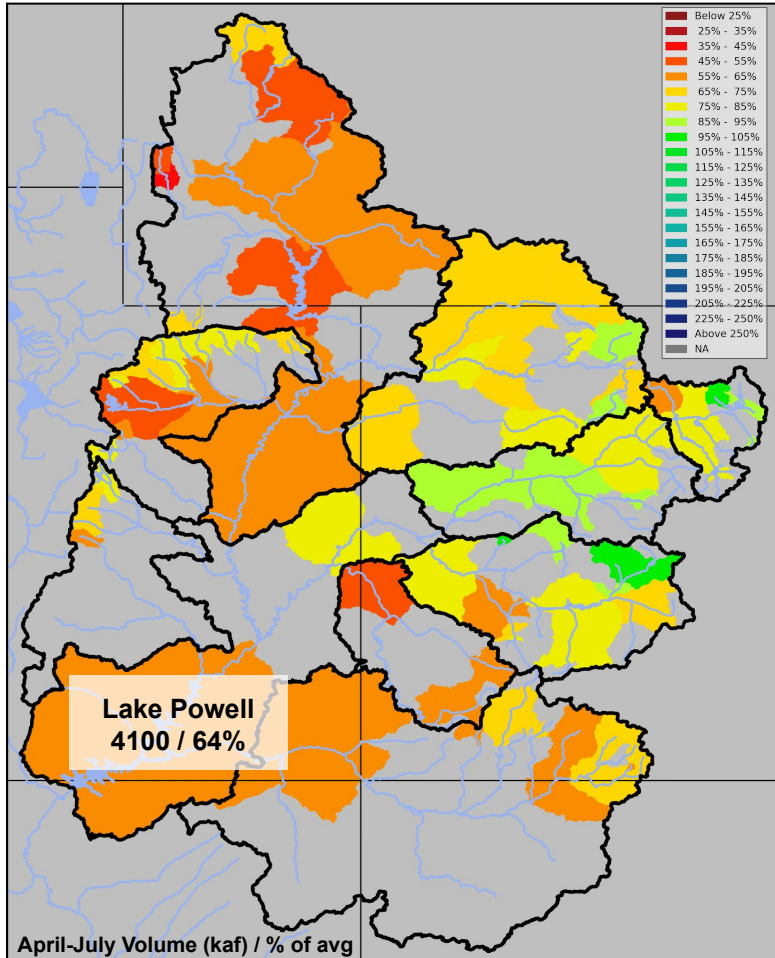 Below 25%
25% - 35%
35% - 45%
45% - 55%
55% - 65%
65% - 75%
75% - 85%
85% - 95%
95% - 105%
105% - 115%
115% - 125%
125% - 135%
135% - 145%
145% - 155%
155% - 165%
165% - 175%
175% - 185%
185% - 195%
195% - 205%
205% - 225%
225% - 250%
Above 250%
NA
Lake Powell
4100 / 64%
April-July Volume (kaf) / % of avg